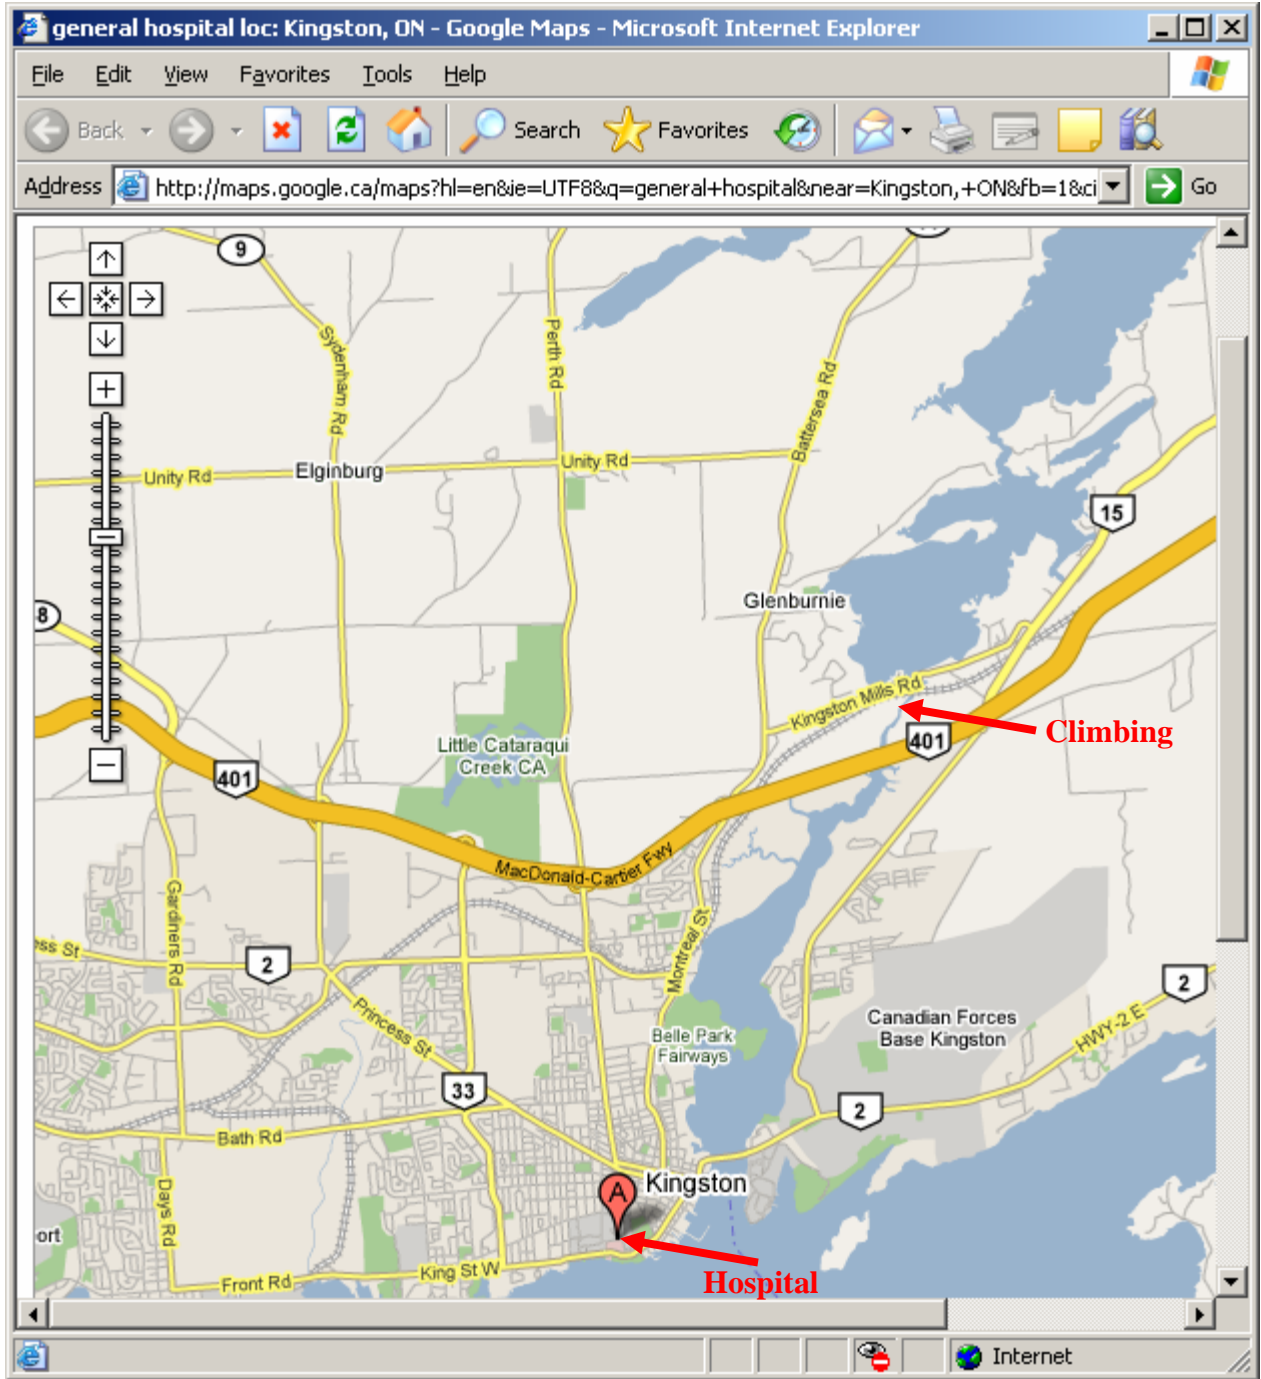 general hospital loc: Kingston, ON - Google Maps - Microsoft Internet Explorer
File Edit View Favorites Tools Help
Back Search Favorites
Address http://maps.google.ca/maps?hl=en&ie=UTF8&q=general+hospital&near=Kingston,+ON&fb=1&ci Go
9
Sydenham Rd
Perth Rd
Battersea Rd
Unity Rd
Elginburg
Unity Rd
15
Glenburnie
8
Kingston Mills Rd
Climbing
401
Little Cataraqui
Creek CA
401
MacDonald-Cartier Fwy
Gardiners Rd
Montreal St
ess St
2
2
Princess St
Canadian Forces
Base Kingston
HWY-2 E
Belle Park
Fairways
33
2
Bath Rd
Kingston
A
Days Rd
ort
King St W
Front Rd
Hospital
Internet